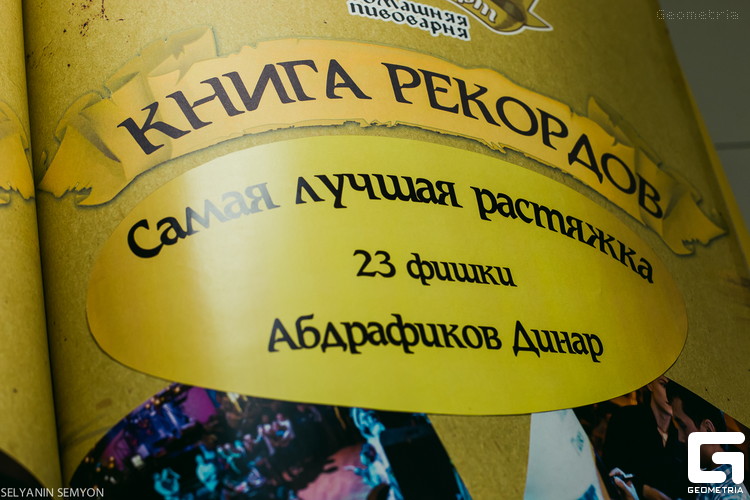 домашняя
пивоварня
Geometria
КНИГА РЕКОРДОВ
Самая лучшая растяжка
23 фишки
Абдрафиков Динар
SELYANIN SEMYON
GEOMETRIA